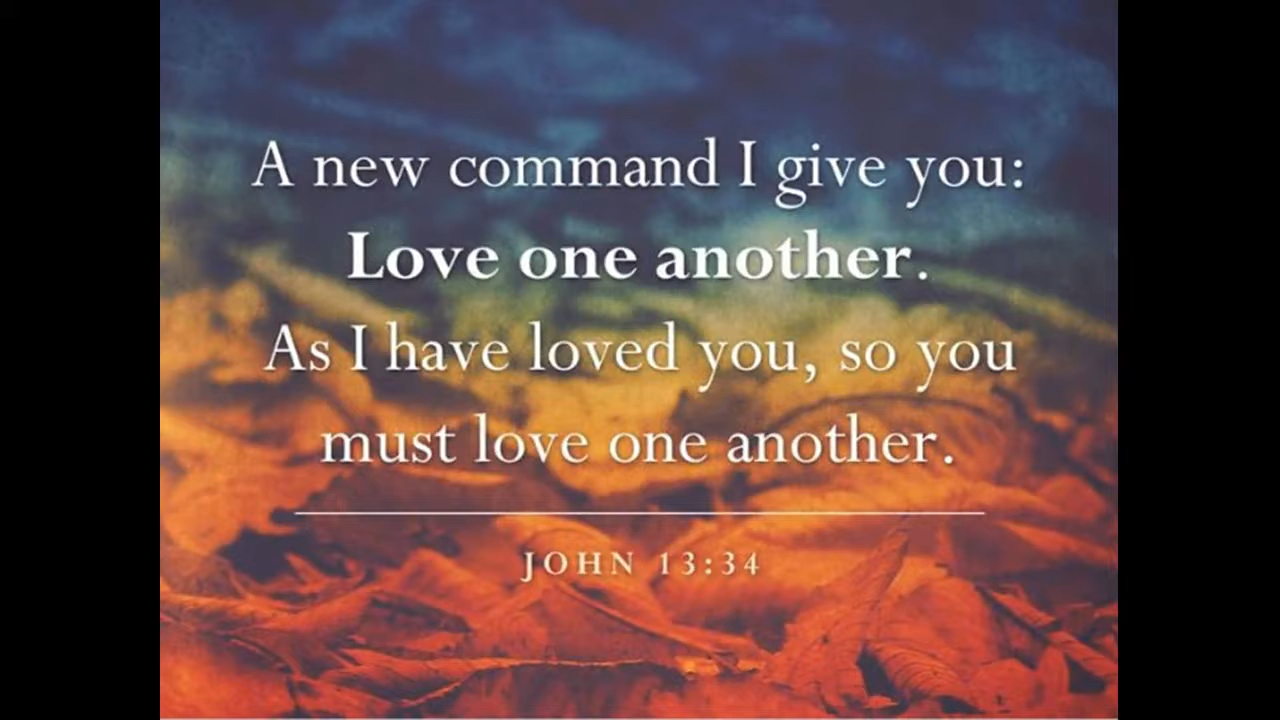 A new command I give you:
Love one another.
As I have loved you, so you
must love one another.
JOHN 13:34